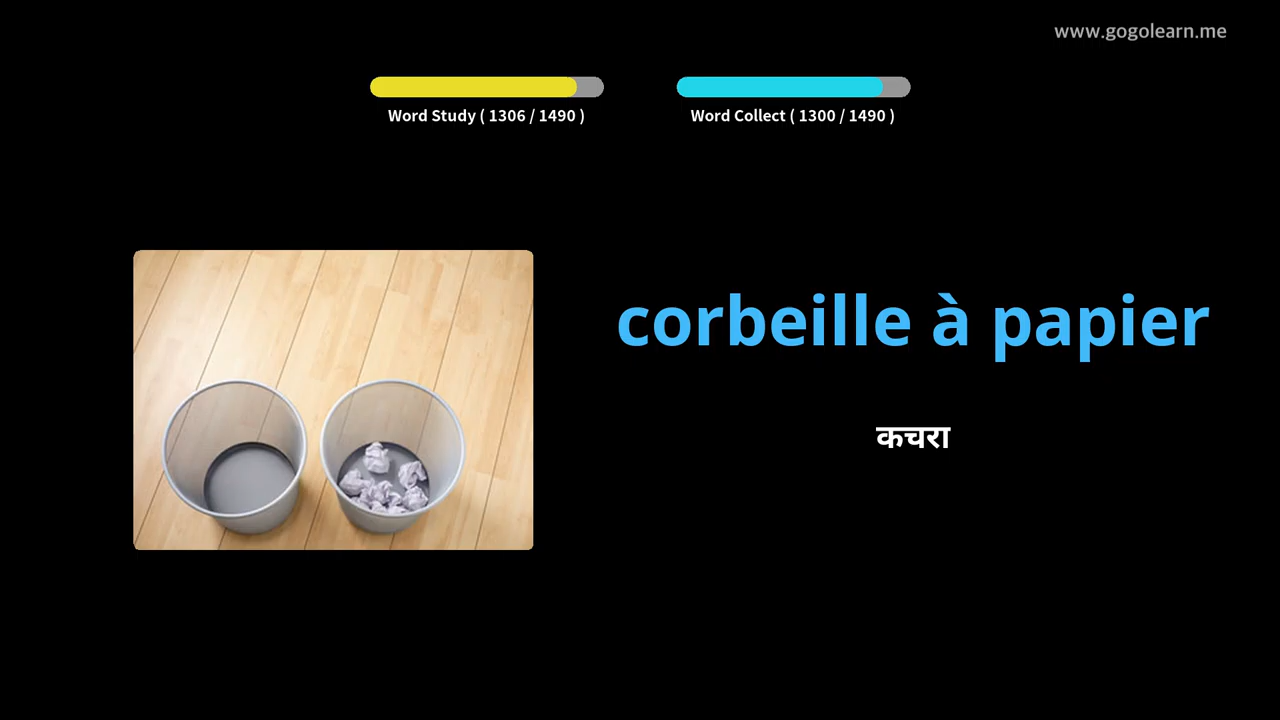 www.gogolearn.me
Word Study ( 1306 / 1490 )
Word Collect ( 1300 / 1490 )
corbeille à papier
कचरा